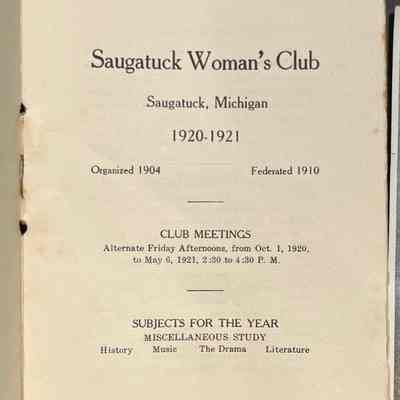 Saugatuck Woman's Club
Saugatuck, Michigan
1920-1921
Organized 1904 Federated 1910
CLUB MEETINGS
Alternate Friday Afternoons, from Oct. 1, 1920,
to May 6, 1921, 2:30 to 4:30 P. M.
SUBJECTS FOR THE YEAR
MISCELLANEOUS STUDY
History Music The Drama Literature